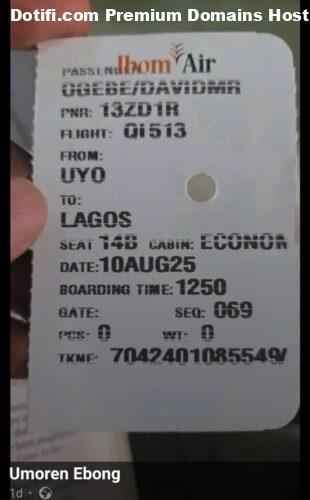 Dotifi.com Premium Domains Host
PASSEN Ibom Air
OGEBE/DAVIDMR
PNR: 13ZD1R
FLIGHT: QI513
FROM:
UYO
TO:
LAGOS
SEAT 14B CABIN: ECONOM
DATE:10AUG25
BOARDING TIME: 1250
GATE: SEQ: 069
PCS: 0 WT: 0
TKNE: 7042401085549/
Umoren Ebong
1d ·